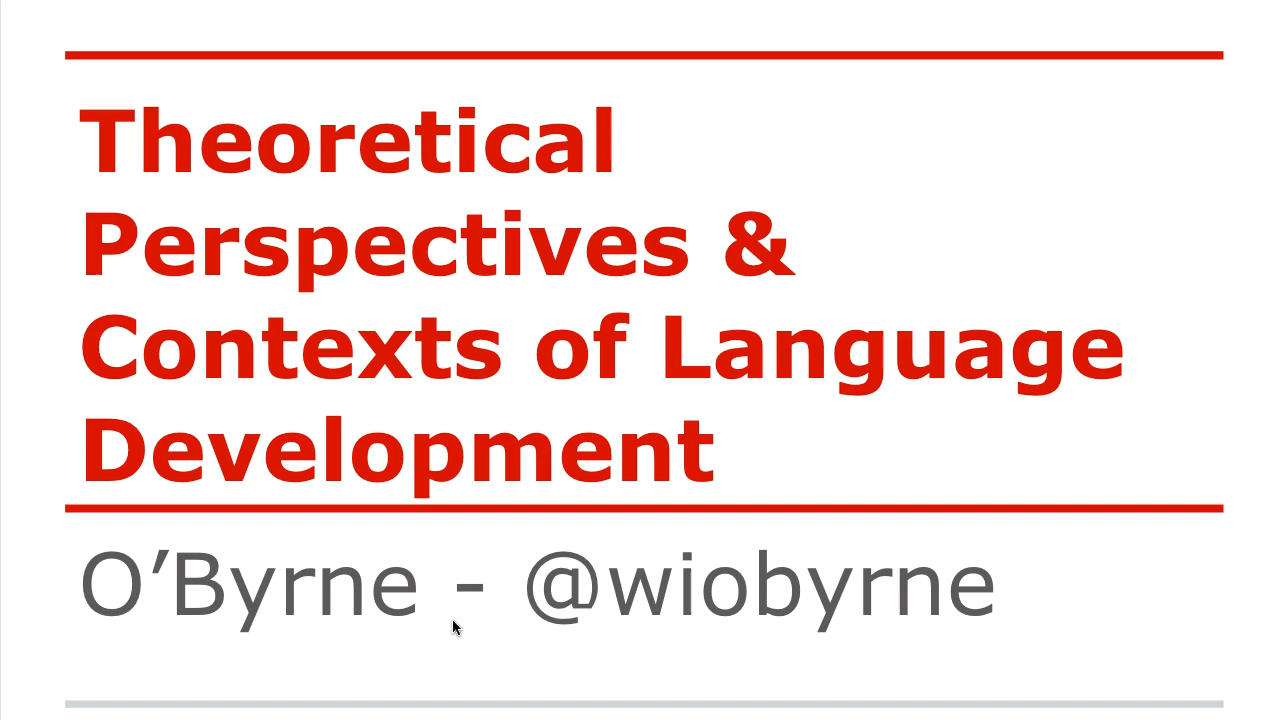 Theoretical
Perspectives &
Contexts of Language
Development
O’Byrne - @wiobyrne